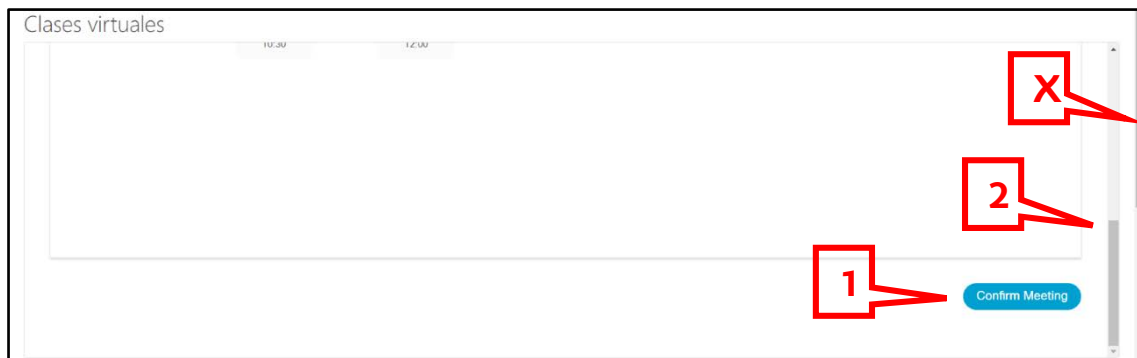 Clases virtuales
10:30 12:00
X
2
1
Confirm Meeting